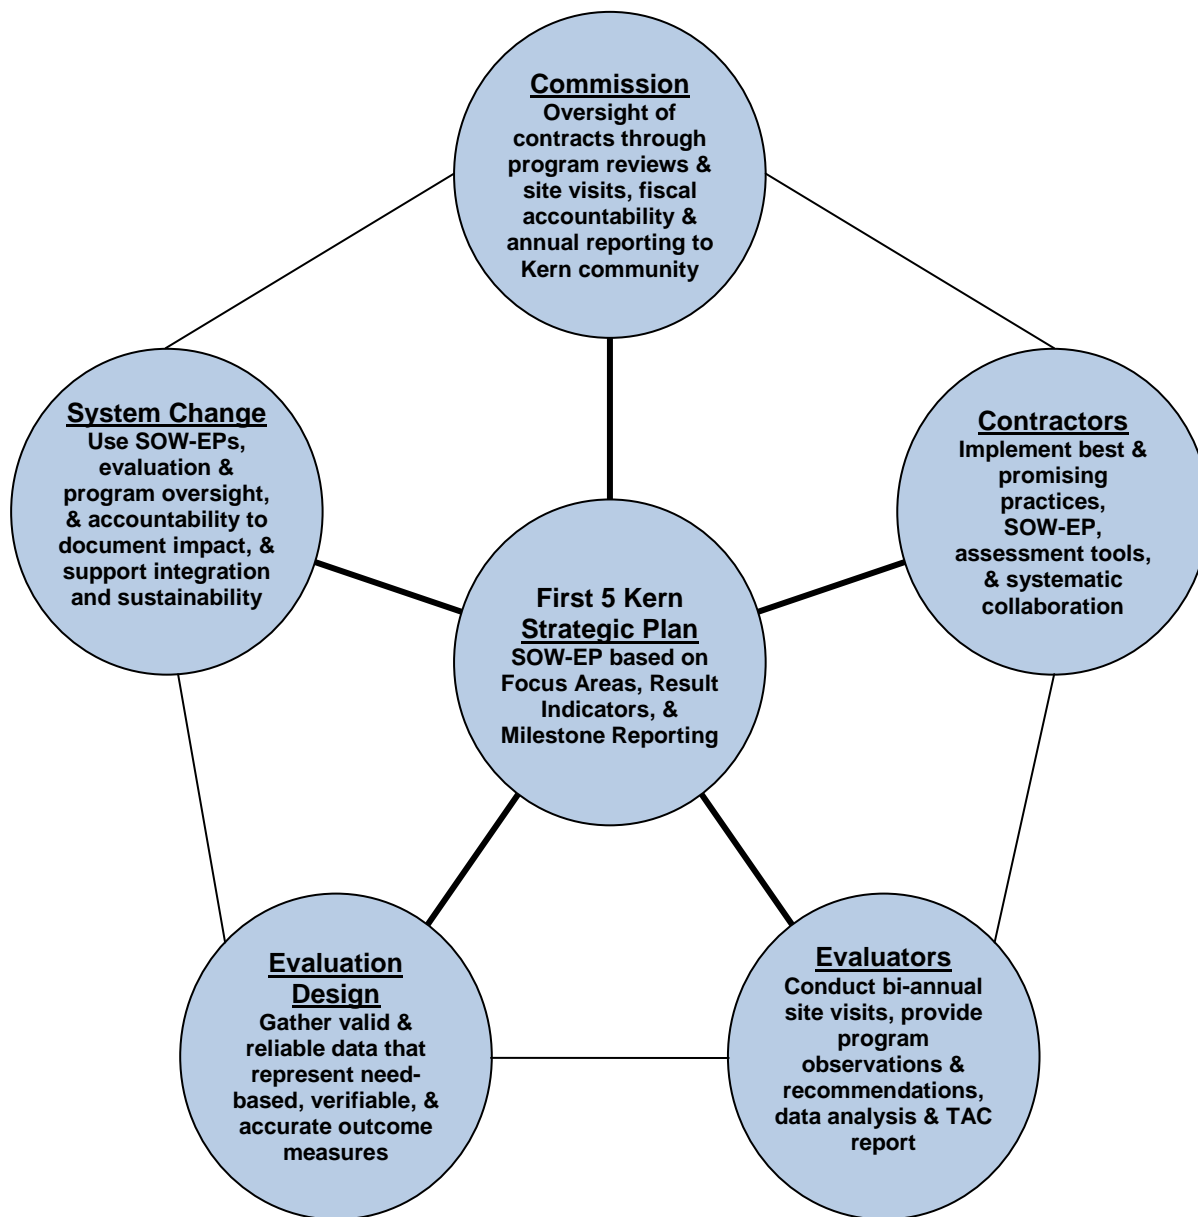 Commission
Oversight of
contracts through
program reviews &
site visits, fiscal
accountability &
annual reporting to
Kern community
System Change
Use SOW-EPs,
evaluation &
program oversight,
& accountability to
document impact, &
support integration
and sustainability
Contractors
Implement best &
promising
practices,
SOW-EP,
assessment tools,
& systematic
collaboration
First 5 Kern
Strategic Plan
SOW-EP based on
Focus Areas, Result
Indicators, &
Milestone Reporting
Evaluation
Design
Gather valid &
reliable data that
represent need-
based, verifiable, &
accurate outcome
measures
Evaluators
Conduct bi-annual
site visits, provide
program
observations &
recommendations,
data analysis & TAC
report